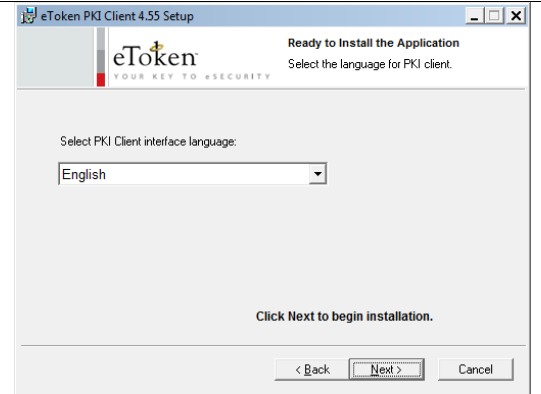 eToken PKI Client 4.55 Setup
eToken
YOUR KEY TO eSECURITY
Ready to Install the Application
Select the language for PKI client.
Select PKI Client interface language:
English
Click Next to begin installation.
< Back
Next >
Cancel